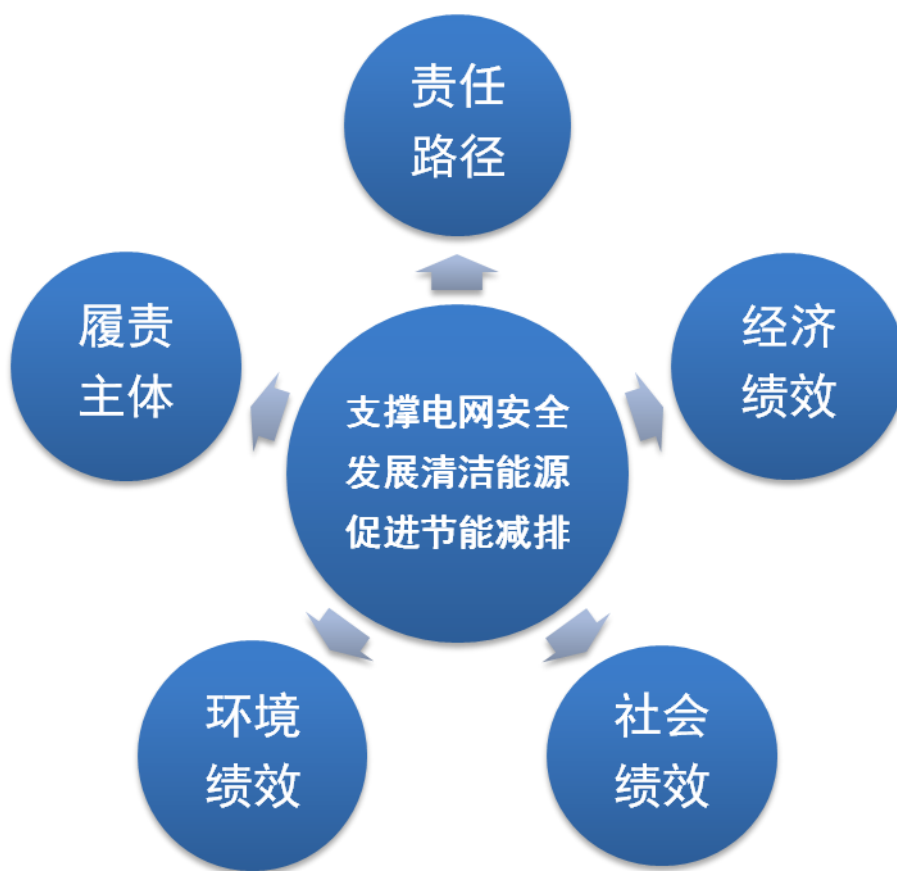 责任
路径
履责
主体
经济
绩效
支撑电网安全
发展清洁能源
促进节能减排
环境
绩效
社会
绩效